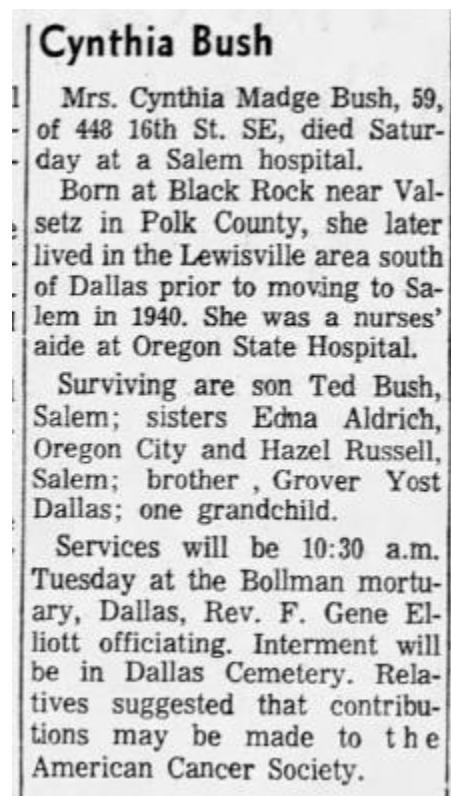 Cynthia Bush
Mrs. Cynthia Madge Bush, 59,
of 448 16th St. SE, died Satur-
day at a Salem hospital.
Born at Black Rock near Val-
setz in Polk County, she later
lived in the Lewisville area south
of Dallas prior to moving to Sa-
lem in 1940. She was a nurses'
aide at Oregon State Hospital.
Surviving are son Ted Bush,
Salem; sisters Edna Aldrich,
Oregon City and Hazel Russell,
Salem; brother , Grover Yost
Dallas; one grandchild.
Services will be 10:30 a.m.
Tuesday at the Bollman mortu-
ary, Dallas, Rev. F. Gene El-
liott officiating. Interment will
be in Dallas Cemetery. Rela-
tives suggested that contribu-
tions may be made to the
American Cancer Society.